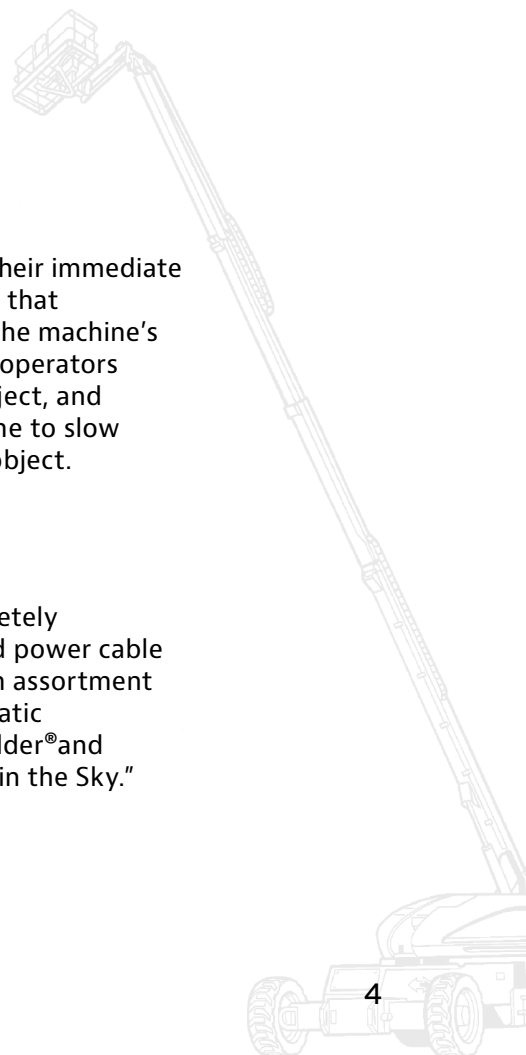 heir immediate
that
he machine’s
operators
ject, and
ne to slow
object.
etely
d power cable
n assortment
atic
lder®and
in the Sky.”
4